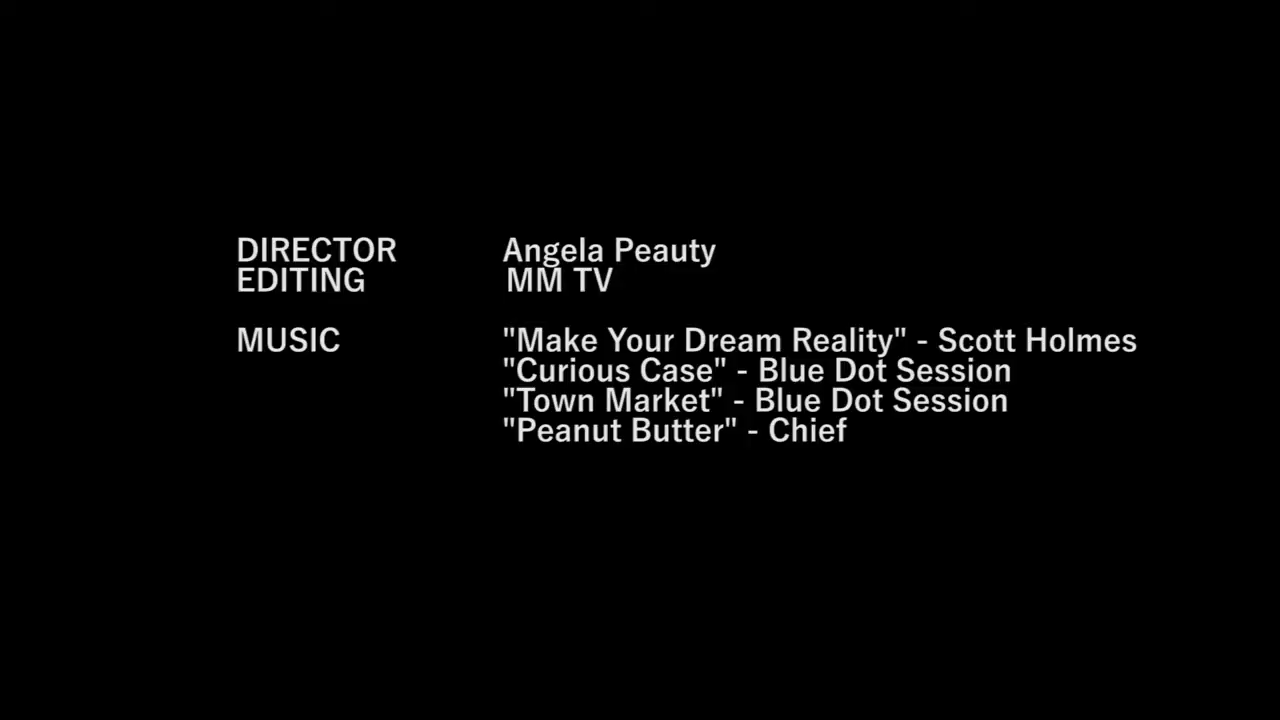 DIRECTOR Angela Peauty
EDITING MM TV
MUSIC "Make Your Dream Reality" - Scott Holmes
"Curious Case" - Blue Dot Session
"Town Market" - Blue Dot Session
"Peanut Butter" - Chief